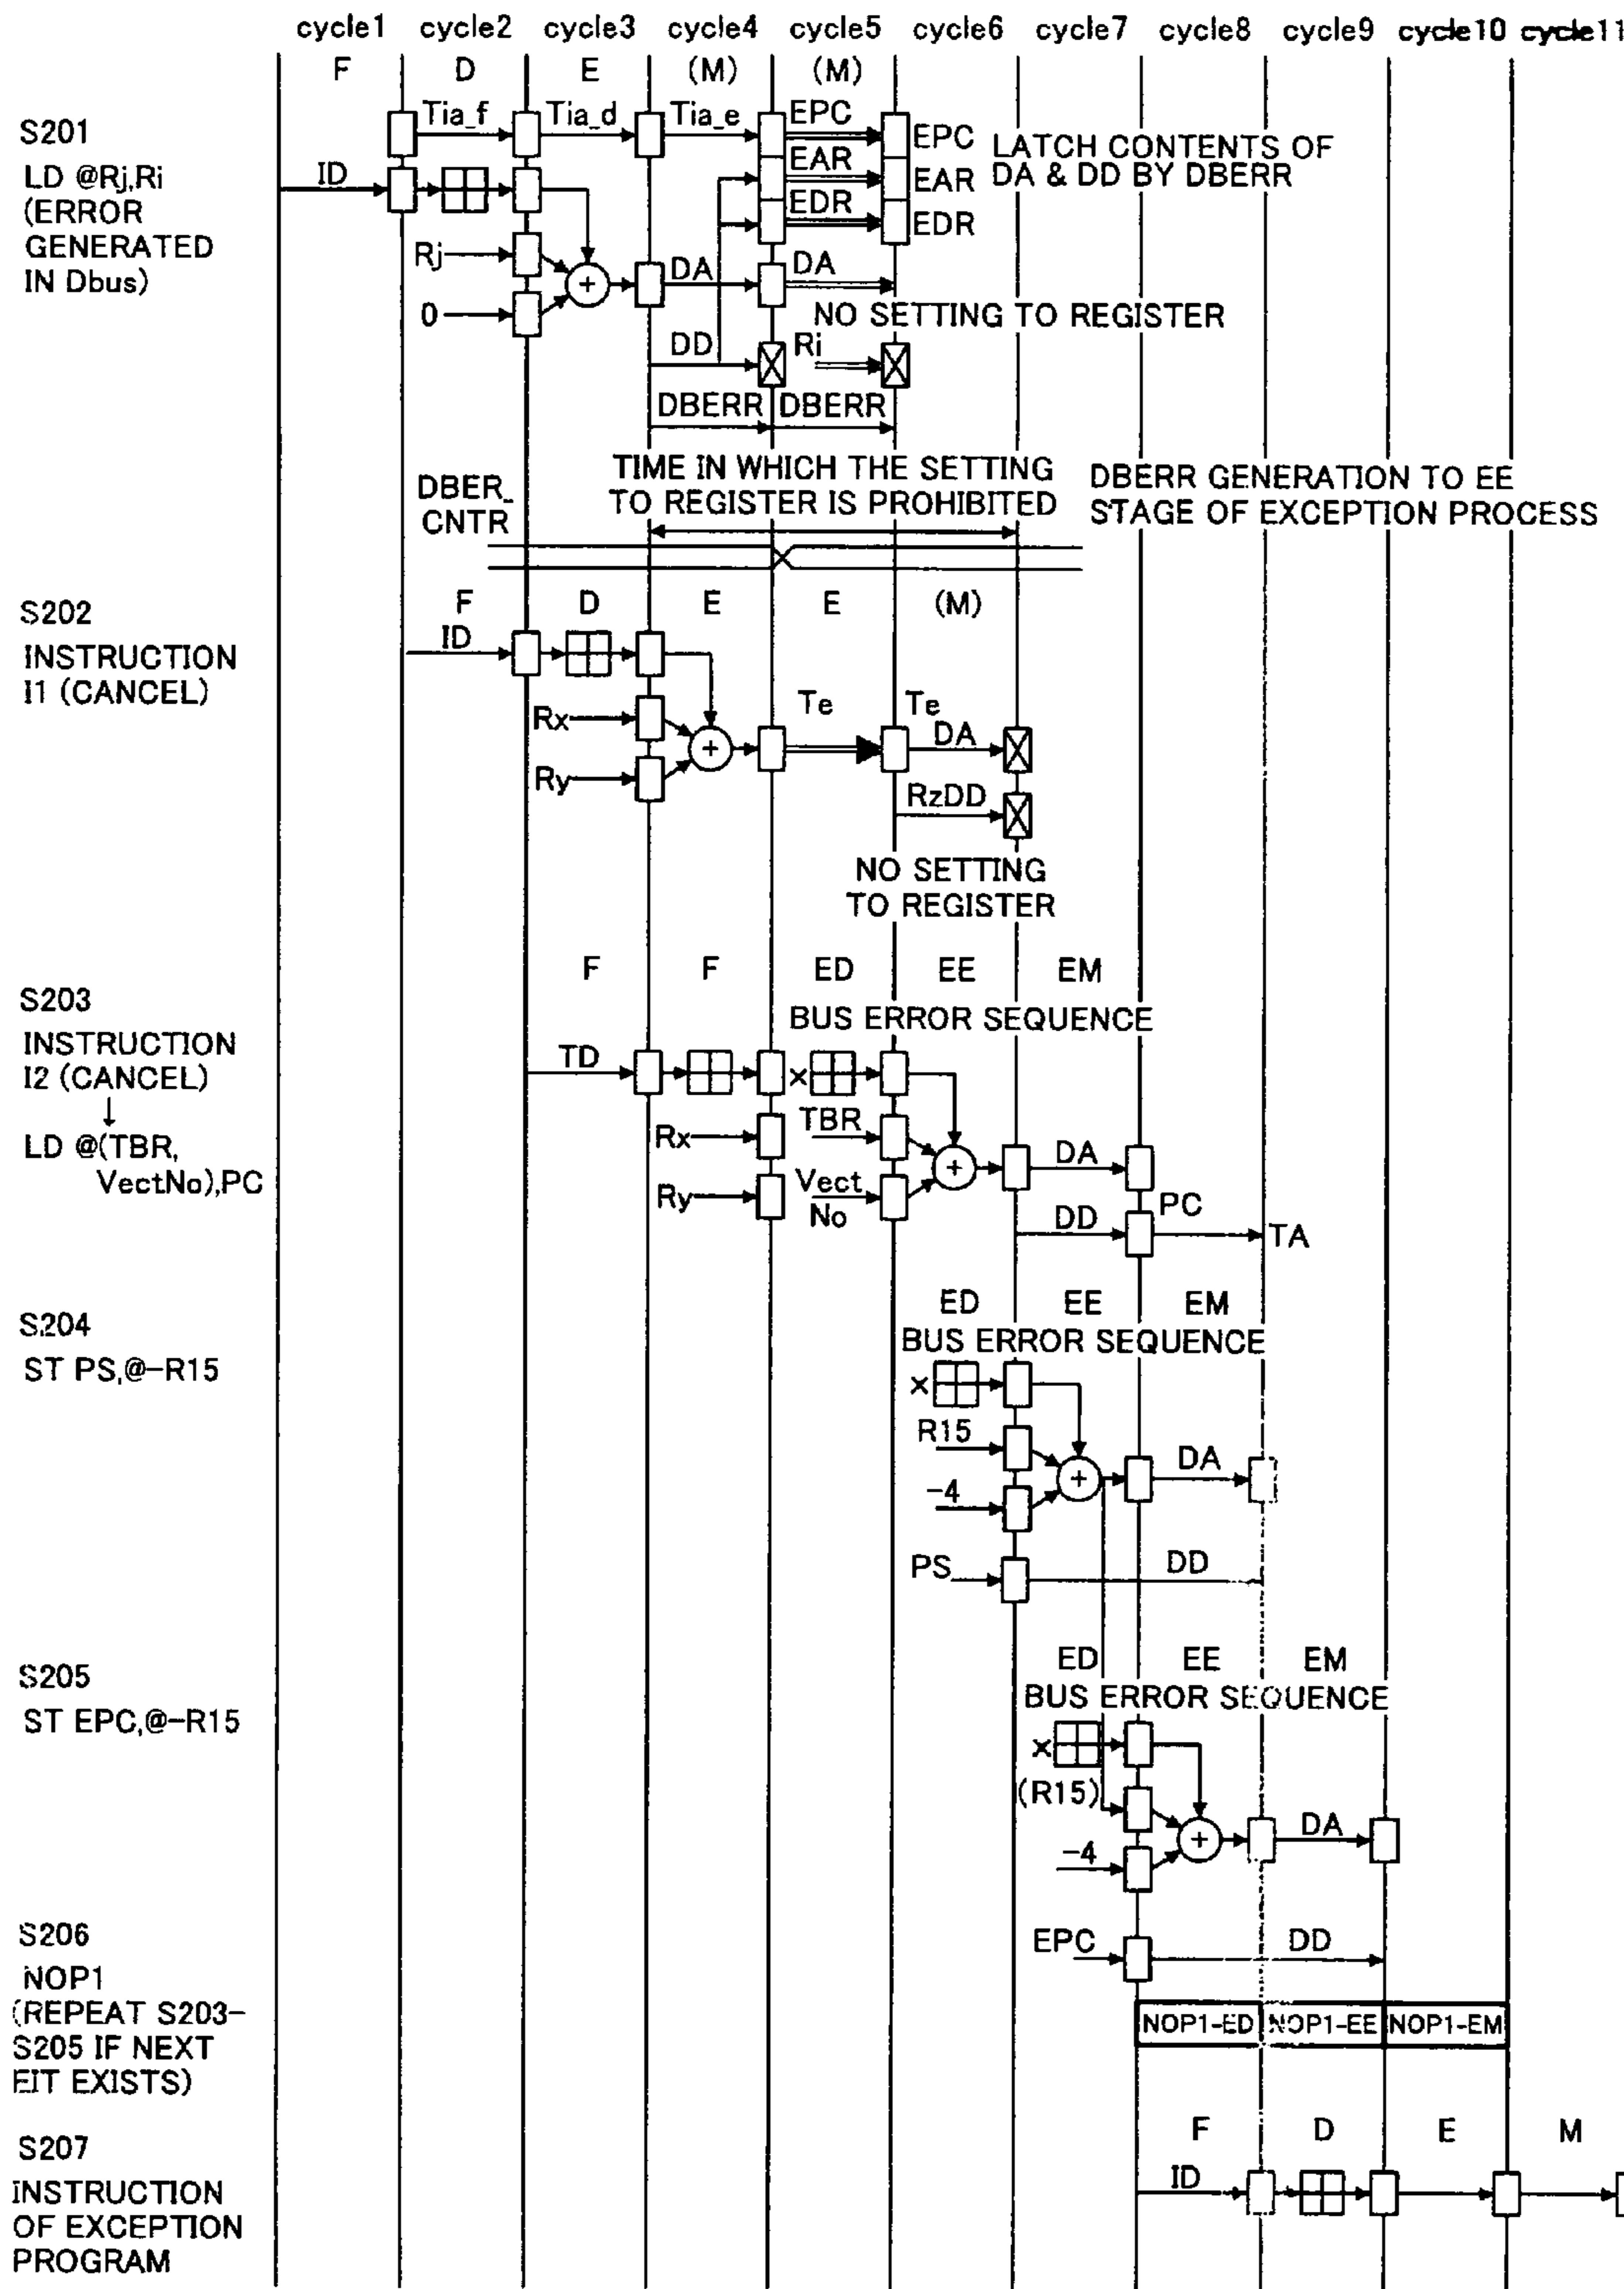 cycle1 cycle2 cycle3 cycle4 cycle5 cycle6 cycle7 cycle8 cycle9 cycle10 cycle11
F D E (M) (M)
S201
LD @Rj,Ri
(ERROR
GENERATED
IN Dbus)
Tia_f Tia_d Tia_e EPC
EPC
LATCH CONTENTS OF
DA & DD BY DBERR
ID
EAR
EAR
EDR
EDR
Rj
+
DA DA
0
NO SETTING TO REGISTER
DD Ri
DBERR DBERR
TIME IN WHICH THE SETTING
TO REGISTER IS PROHIBITED
DBERR GENERATION TO EE
STAGE OF EXCEPTION PROCESS
DBER_
CNTR
S202
INSTRUCTION
I1 (CANCEL)
F D E E (M)
ID
Rx
Te Te
+
DA
Ry
RzDD
NO SETTING
TO REGISTER
S203
INSTRUCTION
I2 (CANCEL)
↓
LD @(TBR,
VectNo),PC
F F ED EE EM
BUS ERROR SEQUENCE
TD ×
Rx TBR
+
DA
Ry Vect
No
DD PC
TA
S204
ST PS,@-R15
ED EE EM
BUS ERROR SEQUENCE
×
R15
+
DA
-4
PS DD
S205
ST EPC,@-R15
ED EE EM
BUS ERROR SEQUENCE
×
(R15)
+
DA
-4
EPC DD
S206
NOP1
(REPEAT S203-
S205 IF NEXT
EIT EXISTS)
NOP1-ED NOP1-EE NOP1-EM
S207
INSTRUCTION
OF EXCEPTION
PROGRAM
F D E M
ID